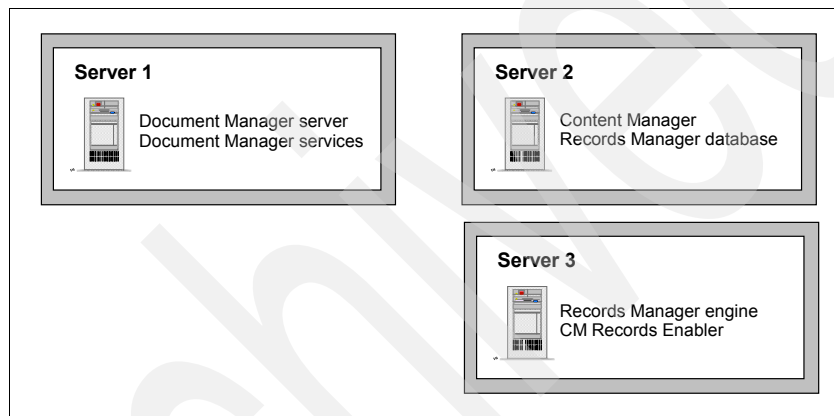 Server 1
Document Manager server
Document Manager services
Server 2
Content Manager
Records Manager database
Server 3
Records Manager engine
CM Records Enabler